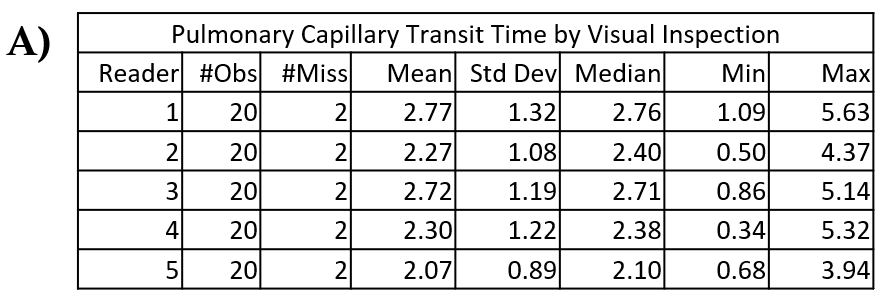 A)
Pulmonary Capillary Transit Time by Visual Inspection
Reader #Obs #Miss Mean Std Dev Median Min Max
1 20 2 2.77 1.32 2.76 1.09 5.63
2 20 2 2.27 1.08 2.40 0.50 4.37
3 20 2 2.72 1.19 2.71 0.86 5.14
4 20 2 2.30 1.22 2.38 0.34 5.32
5 20 2 2.07 0.89 2.10 0.68 3.94